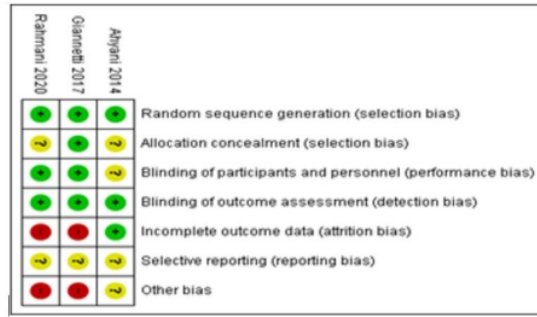 Rahmani 2020
Giannetti 2017
Ahyani 2014
+ + + Random sequence generation (selection bias)
? + ? Allocation concealment (selection bias)
+ + ? Blinding of participants and personnel (performance bias)
+ + + Blinding of outcome assessment (detection bias)
- - + Incomplete outcome data (attrition bias)
? ? ? Selective reporting (reporting bias)
- - ? Other bias